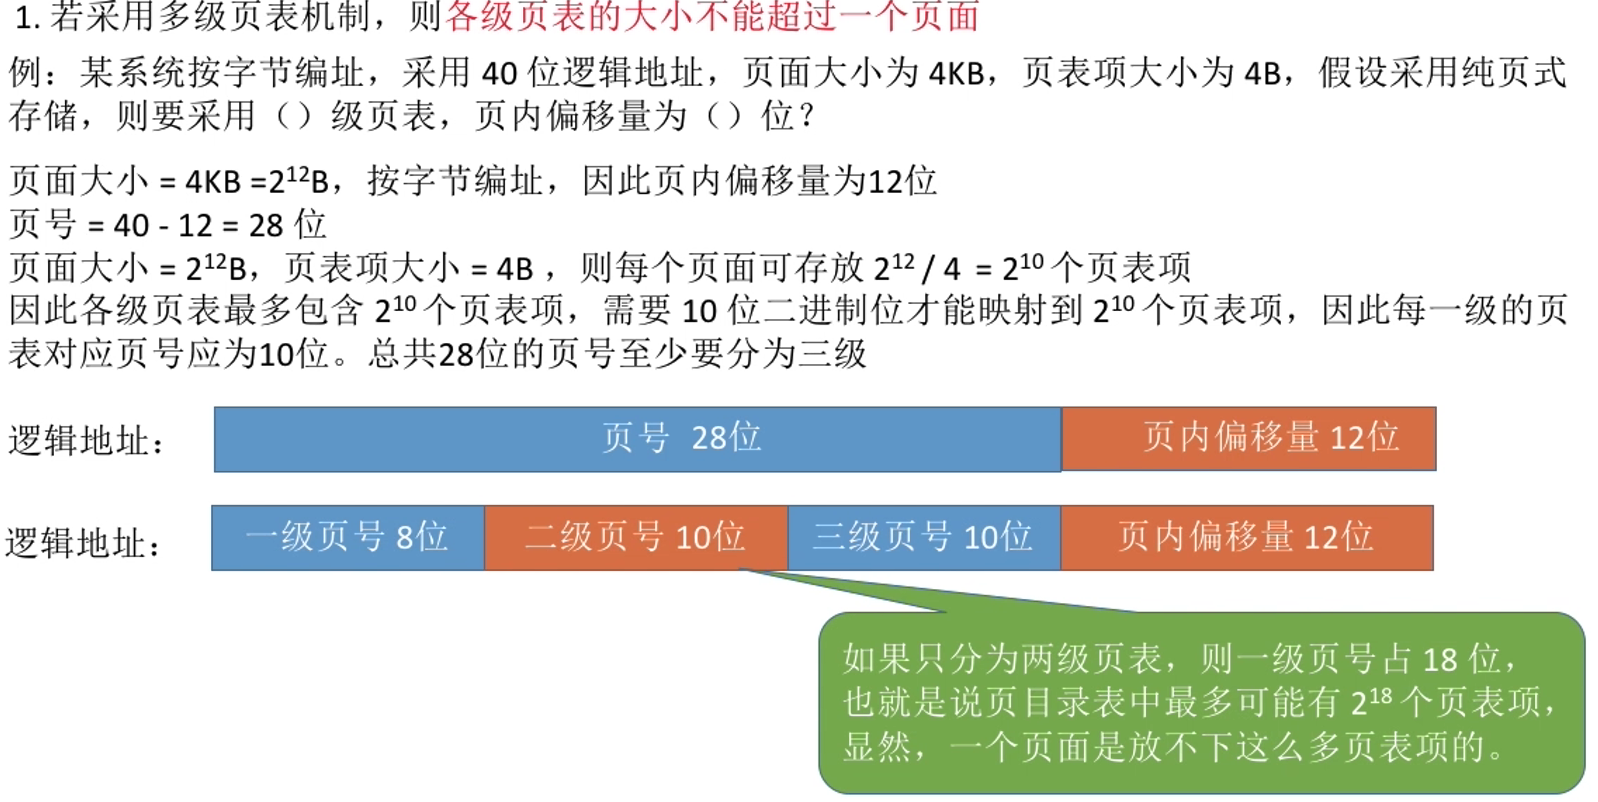 1. 若采用多级页表机制，则各级页表的大小不能超过一个页面
例：某系统按字节编址，采用 40 位逻辑地址，页面大小为 4KB，页表项大小为 4B，假设采用纯页式
存储，则要采用（）级页表，页内偏移量为（）位？
页面大小 = 4KB =2¹²B，按字节编址，因此页内偏移量为12位
页号 = 40 - 12 = 28 位
页面大小 = 2¹²B，页表项大小 = 4B ，则每个页面可存放 2¹² / 4 = 2¹⁰ 个页表项
因此各级页表最多包含 2¹⁰ 个页表项，需要 10 位二进制位才能映射到 2¹⁰ 个页表项，因此每一级的页
表对应页号应为10位。总共28位的页号至少要分为三级
逻辑地址： 页号 28位 页内偏移量 12位
逻辑地址： 一级页号 8位 二级页号 10位 三级页号 10位 页内偏移量 12位
如果只分为两级页表，则一级页号占 18 位，
也就是说页目录表中最多可能有 2¹⁸ 个页表项，
显然，一个页面是放不下这么多页表项的。